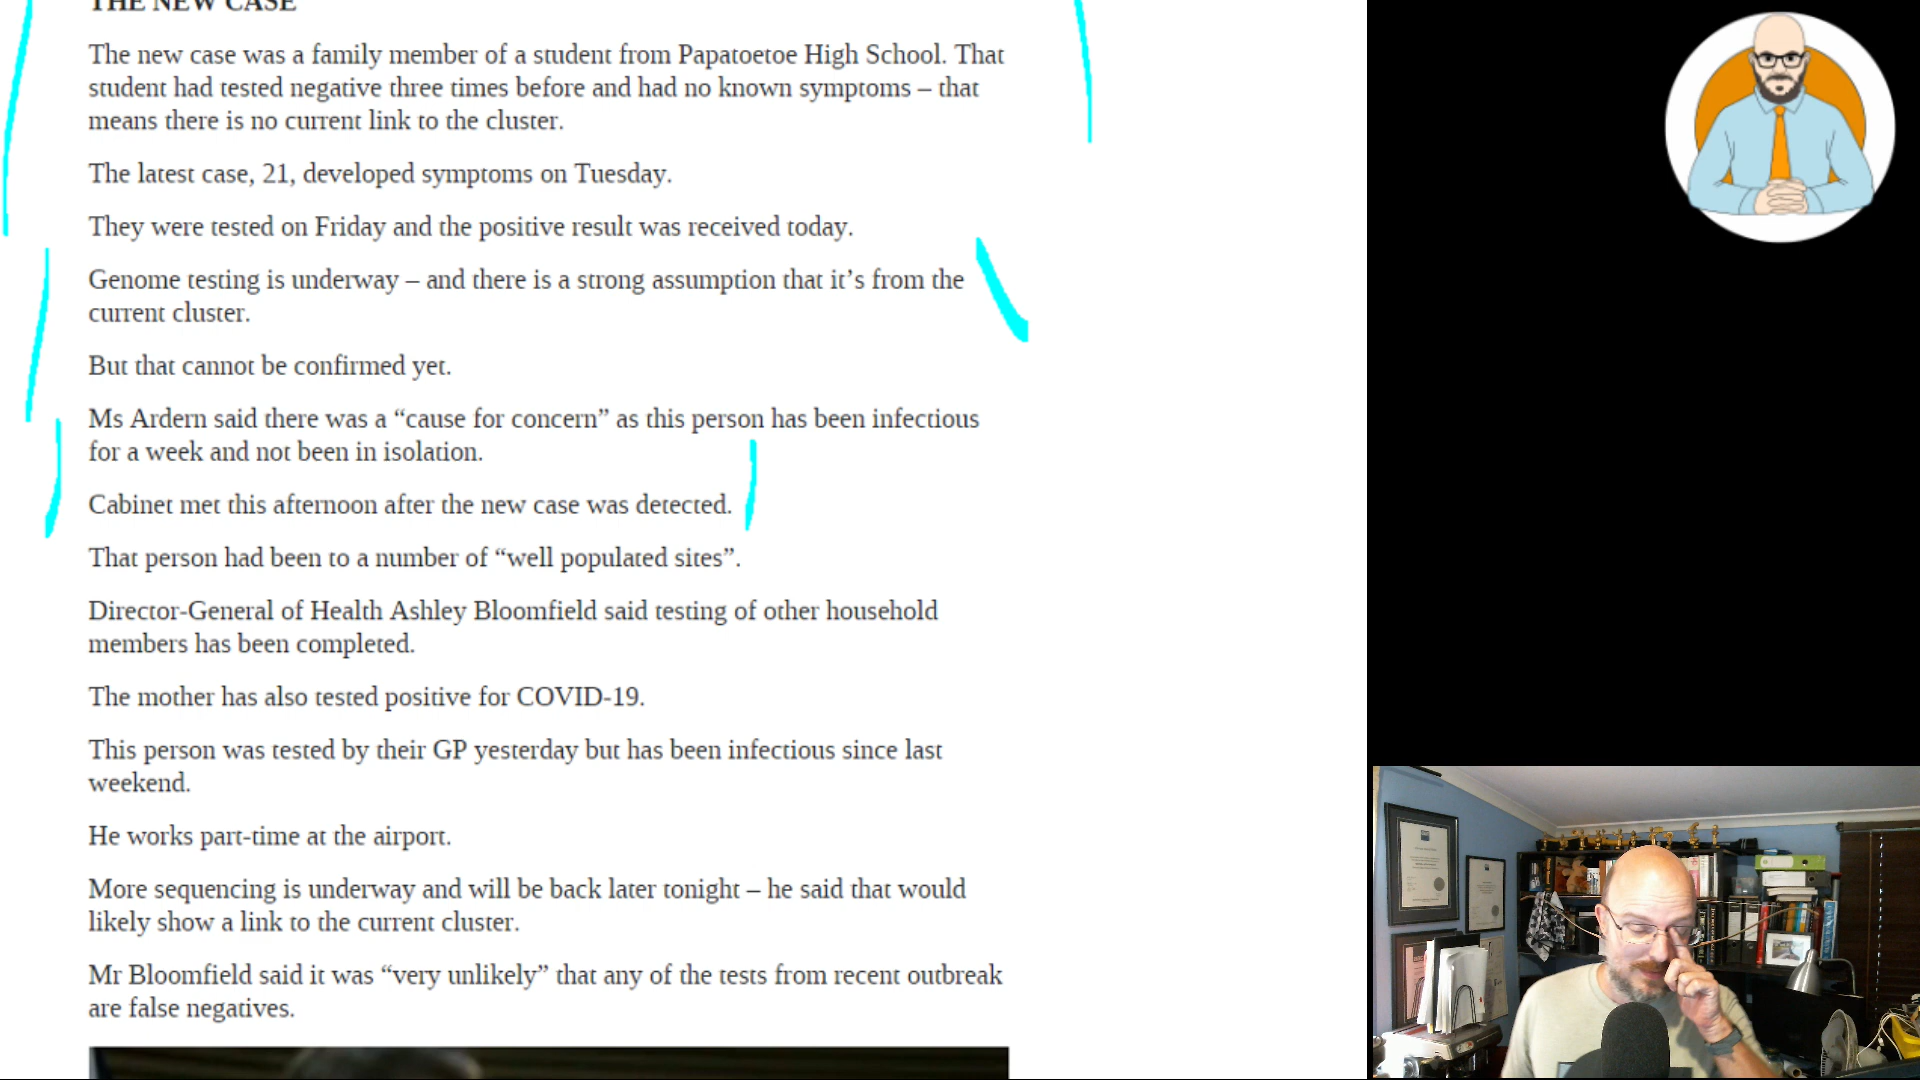 THE NEW CASE
The new case was a family member of a student from Papatoetoe High School. That
student had tested negative three times before and had no known symptoms – that
means there is no current link to the cluster.
The latest case, 21, developed symptoms on Tuesday.
They were tested on Friday and the positive result was received today.
Genome testing is underway – and there is a strong assumption that it’s from the
current cluster.
But that cannot be confirmed yet.
Ms Ardern said there was a “cause for concern” as this person has been infectious
for a week and not been in isolation.
Cabinet met this afternoon after the new case was detected.
That person had been to a number of “well populated sites”.
Director-General of Health Ashley Bloomfield said testing of other household
members has been completed.
The mother has also tested positive for COVID-19.
This person was tested by their GP yesterday but has been infectious since last
weekend.
He works part-time at the airport.
More sequencing is underway and will be back later tonight – he said that would
likely show a link to the current cluster.
Mr Bloomfield said it was “very unlikely” that any of the tests from recent outbreak
are false negatives.